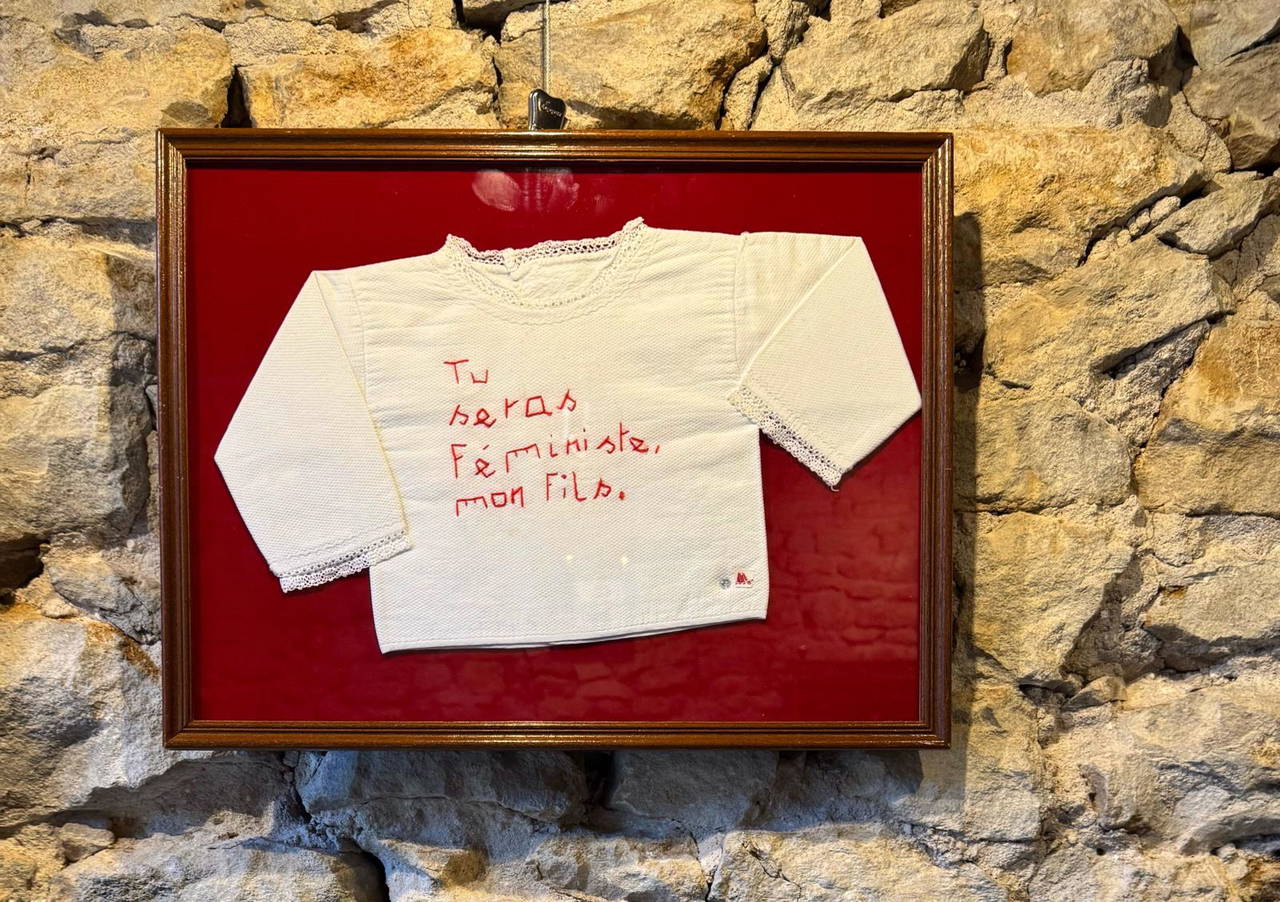 Tu
seras
féministe,
mon fils.